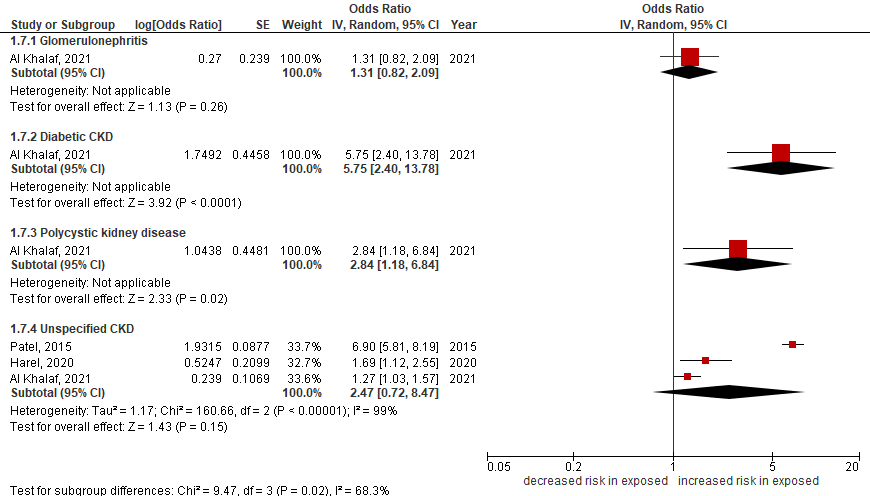 Odds Ratio Odds Ratio
Study or Subgroup log[Odds Ratio] SE Weight IV, Random, 95% CI Year IV, Random, 95% CI
1.7.1 Glomerulonephritis
Al Khalaf, 2021 0.27 0.239 100.0% 1.31 [0.82, 2.09] 2021
Subtotal (95% CI) 100.0% 1.31 [0.82, 2.09]
Heterogeneity: Not applicable
Test for overall effect: Z = 1.13 (P = 0.26)
1.7.2 Diabetic CKD
Al Khalaf, 2021 1.7492 0.4458 100.0% 5.75 [2.40, 13.78] 2021
Subtotal (95% CI) 100.0% 5.75 [2.40, 13.78]
Heterogeneity: Not applicable
Test for overall effect: Z = 3.92 (P < 0.0001)
1.7.3 Polycystic kidney disease
Al Khalaf, 2021 1.0438 0.4481 100.0% 2.84 [1.18, 6.84] 2021
Subtotal (95% CI) 100.0% 2.84 [1.18, 6.84]
Heterogeneity: Not applicable
Test for overall effect: Z = 2.33 (P = 0.02)
1.7.4 Unspecified CKD
Patel, 2015 1.9315 0.0877 33.7% 6.90 [5.81, 8.19] 2015
Harel, 2020 0.5247 0.2099 32.7% 1.69 [1.12, 2.55] 2020
Al Khalaf, 2021 0.239 0.1069 33.6% 1.27 [1.03, 1.57] 2021
Subtotal (95% CI) 100.0% 2.47 [0.72, 8.47]
Heterogeneity: Tau² = 1.17; Chi² = 160.66, df = 2 (P < 0.00001); I² = 99%
Test for overall effect: Z = 1.43 (P = 0.15)
0.05 0.2 1 5 20
decreased risk in exposed increased risk in exposed
Test for subgroup differences: Chi² = 9.47, df = 3 (P = 0.02), I² = 68.3%